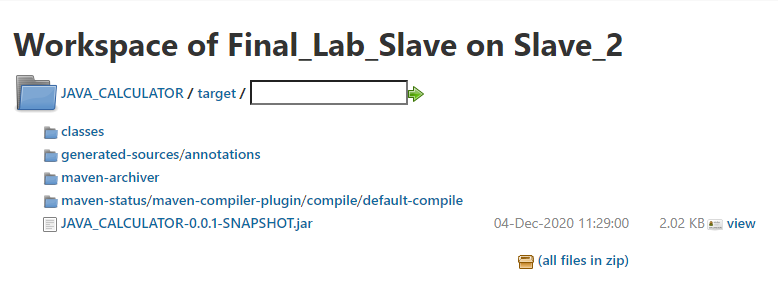 Workspace of Final_Lab_Slave on Slave_2
JAVA_CALCULATOR / target /
classes
generated-sources/annotations
maven-archiver
maven-status/maven-compiler-plugin/compile/default-compile
JAVA_CALCULATOR-0.0.1-SNAPSHOT.jar 04-Dec-2020 11:29:00 2.02 KB view
(all files in zip)